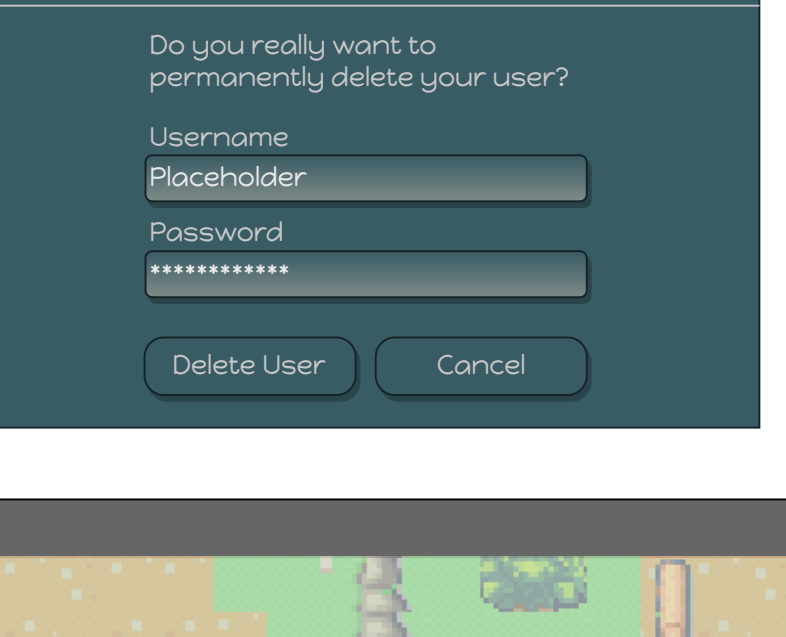 Do you really want to
permanently delete your user?
Username
Placeholder
Password
************
Delete User
Cancel